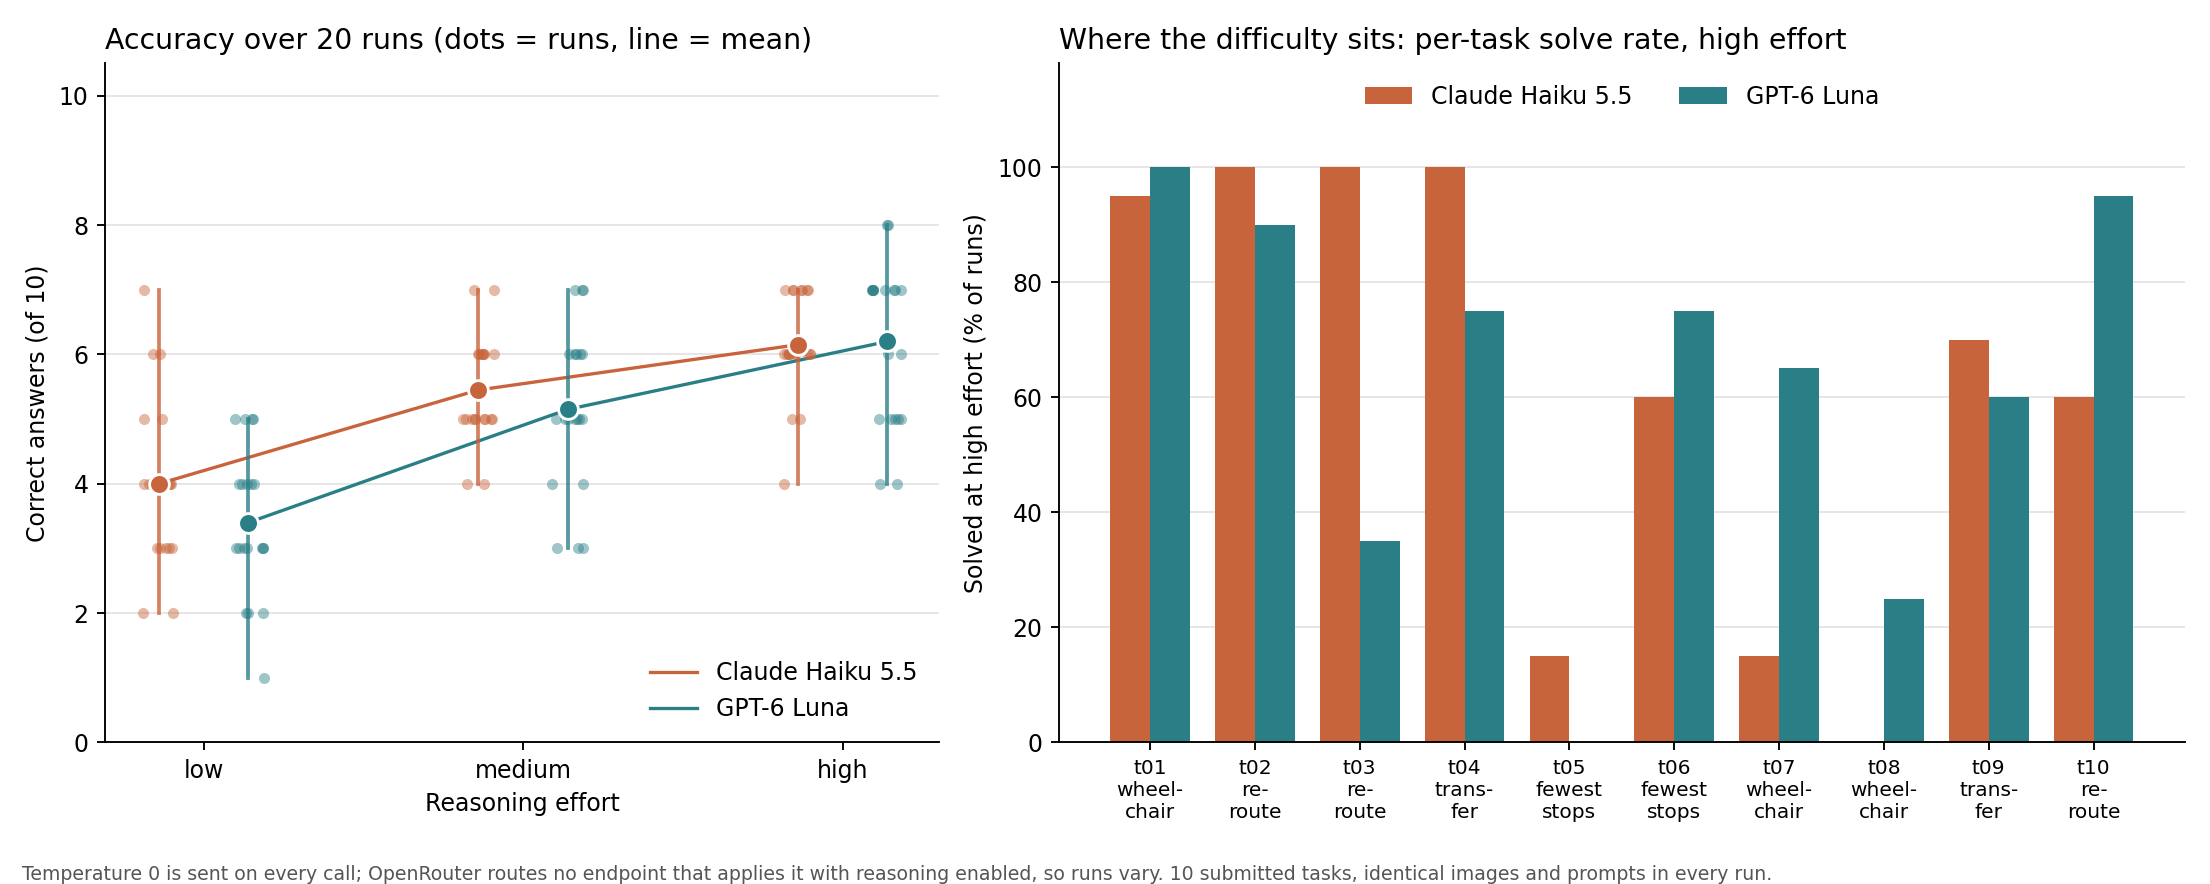 Accuracy over 20 runs (dots = runs, line = mean)
Correct answers (of 10)
10
8
6
4
2
0
low
medium
high
Reasoning effort
Claude Haiku 5.5
GPT-6 Luna
Where the difficulty sits: per-task solve rate, high effort
Claude Haiku 5.5
GPT-6 Luna
Solved at high effort (% of runs)
100
80
60
40
20
0
t01
wheel-
chair
t02
re-
route
t03
re-
route
t04
trans-
fer
t05
fewest
stops
t06
fewest
stops
t07
wheel-
chair
t08
wheel-
chair
t09
trans-
fer
t10
re-
route
Temperature 0 is sent on every call; OpenRouter routes no endpoint that applies it with reasoning enabled, so runs vary. 10 submitted tasks, identical images and prompts in every run.